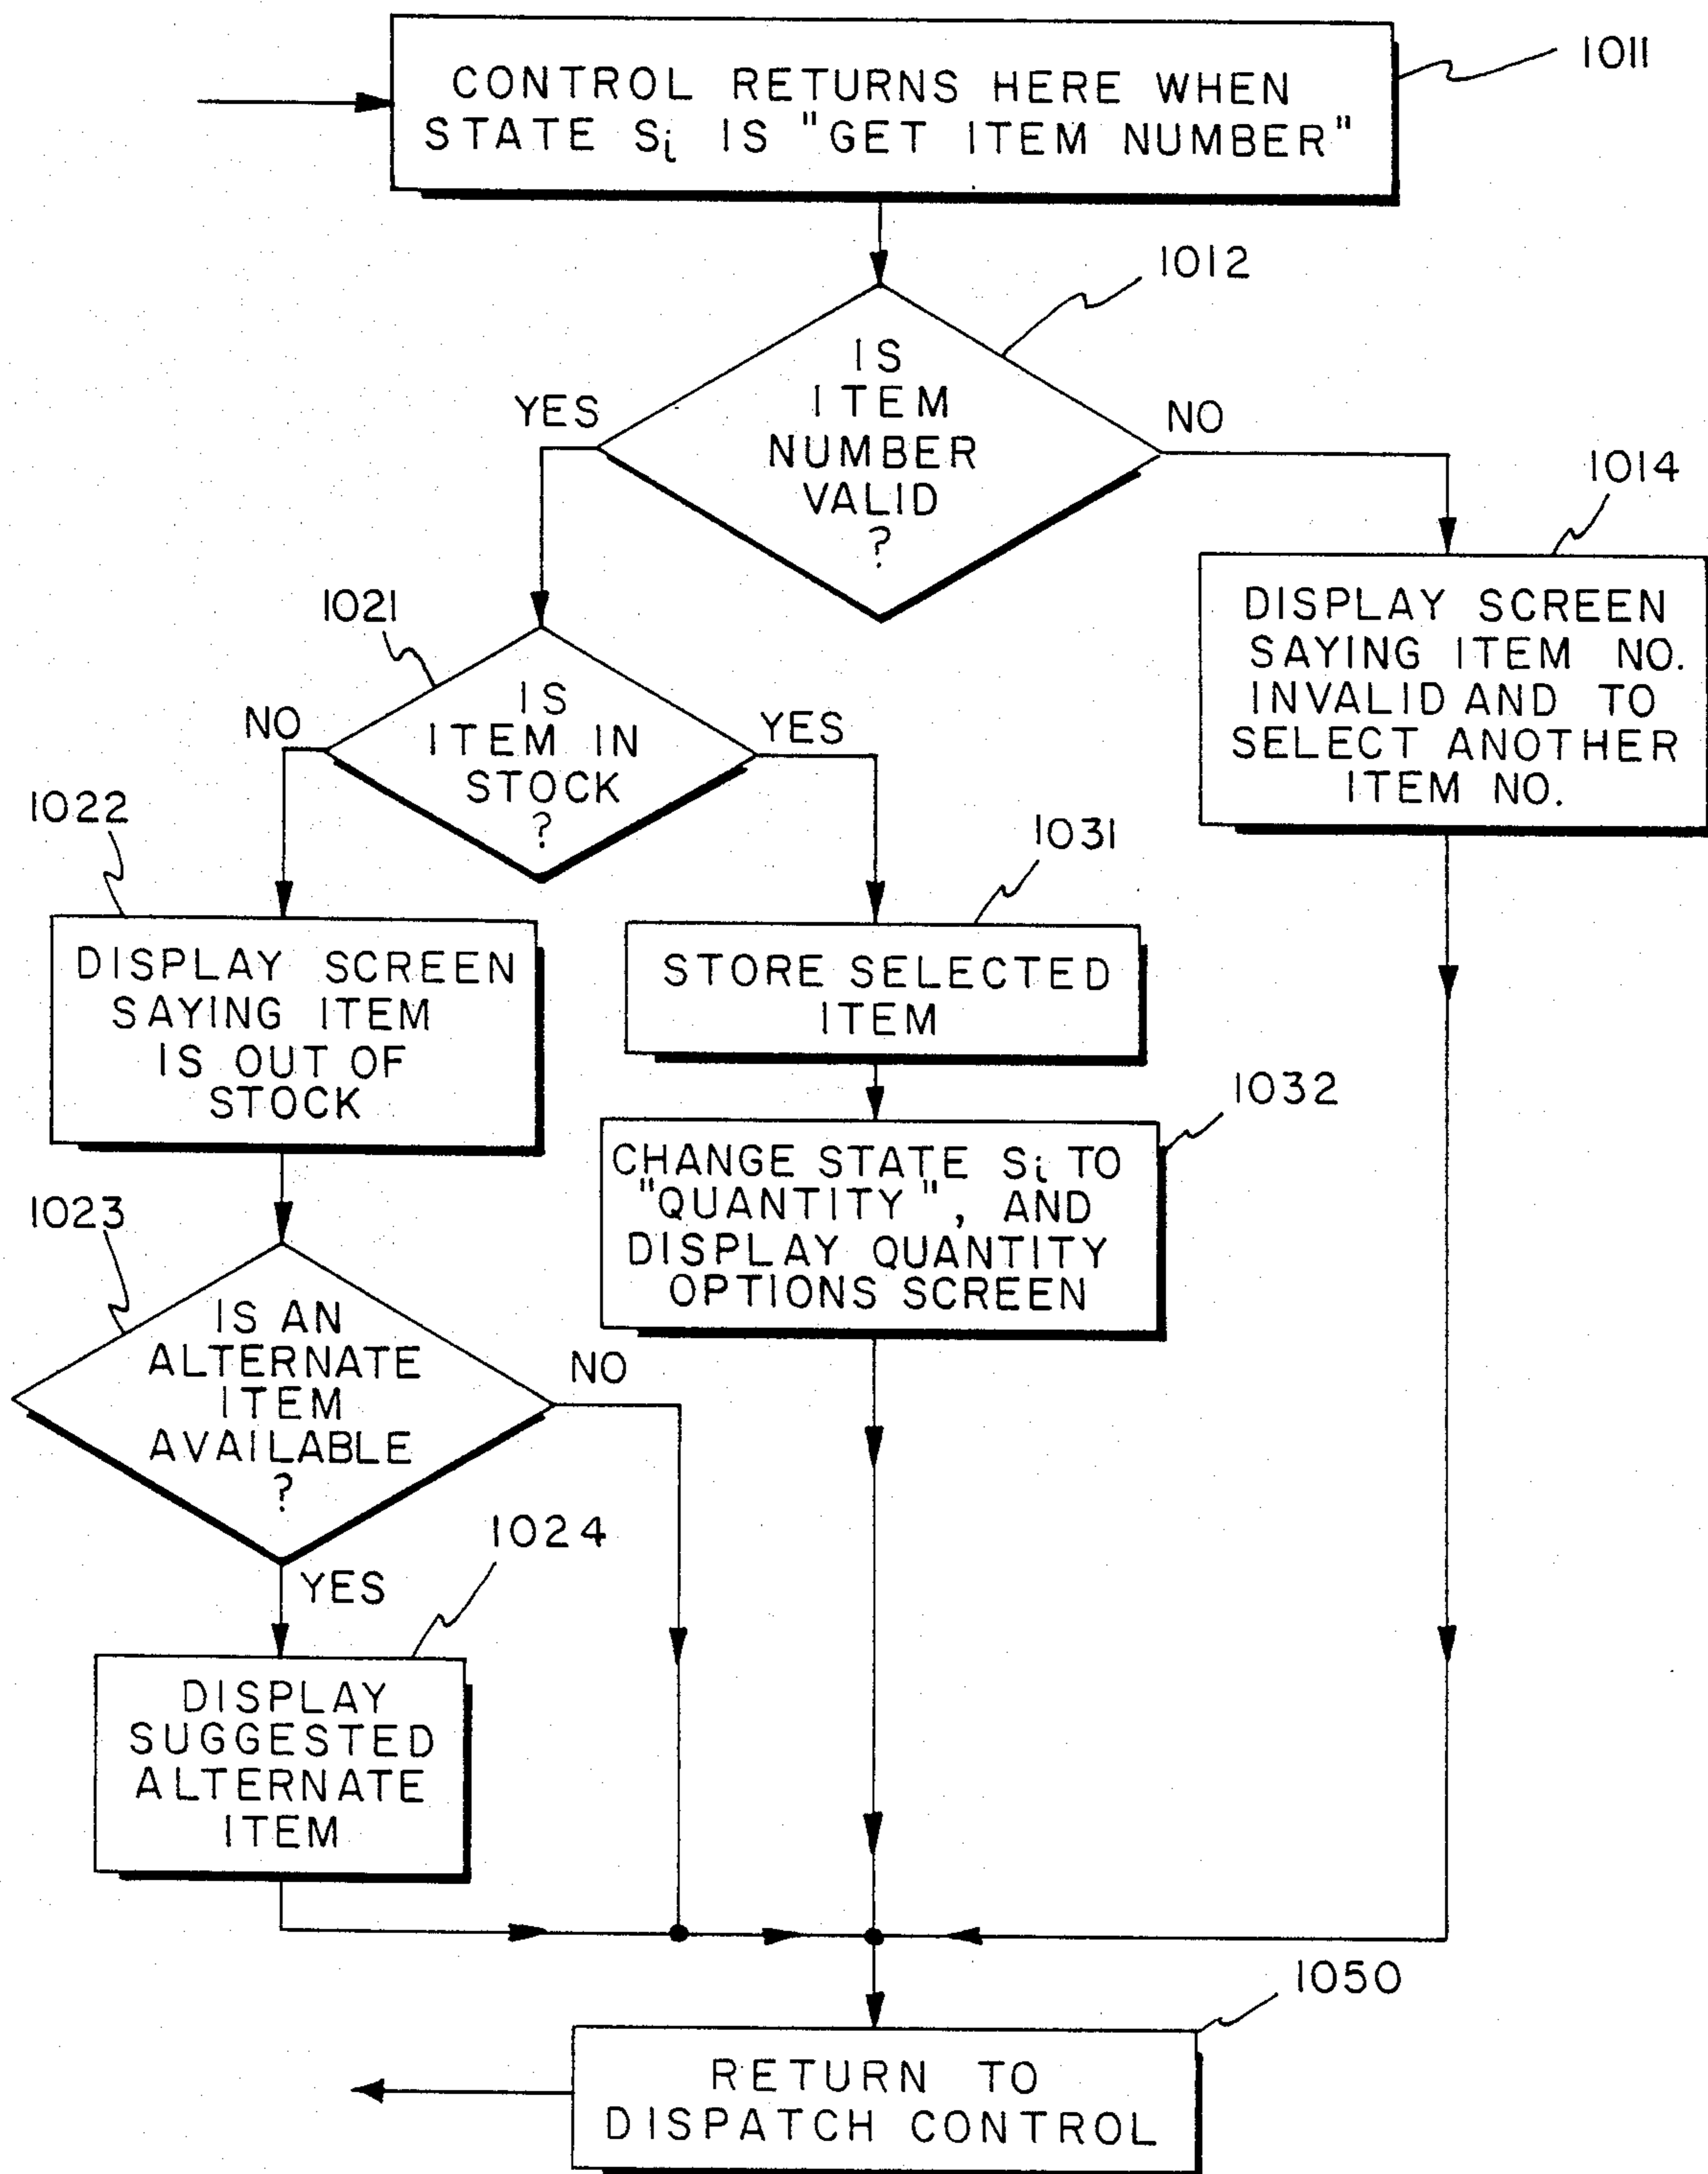 CONTROL RETURNS HERE WHEN
STATE Si IS "GET ITEM NUMBER"
1011
1012
IS
ITEM
NUMBER
VALID
?
YES
NO
1014
DISPLAY SCREEN
SAYING ITEM NO.
INVALID AND TO
SELECT ANOTHER
ITEM NO.
1021
IS
ITEM IN
STOCK
?
NO
YES
1022
DISPLAY SCREEN
SAYING ITEM
IS OUT OF
STOCK
1031
STORE SELECTED
ITEM
1032
CHANGE STATE Si TO
"QUANTITY", AND
DISPLAY QUANTITY
OPTIONS SCREEN
1023
IS AN
ALTERNATE
ITEM
AVAILABLE
?
NO
YES
1024
DISPLAY
SUGGESTED
ALTERNATE
ITEM
1050
RETURN TO
DISPATCH CONTROL